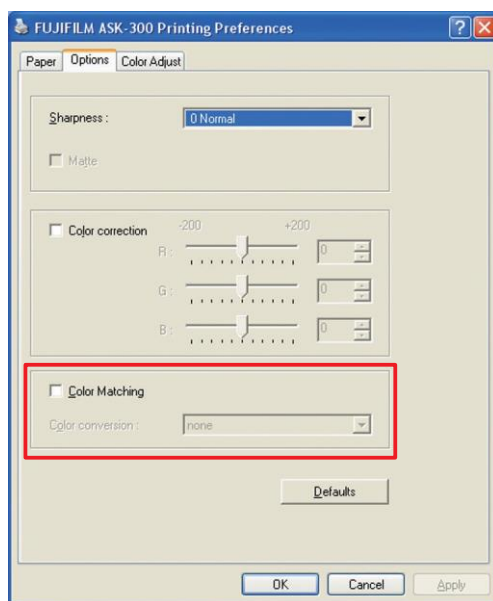 FUJIFILM ASK-300 Printing Preferences
Paper Options Color Adjust
Sharpness : 0 Normal
Matte
Color correction -200 +200
R : 0
G : 0
B : 0
Color Matching
Color conversion : none
Defaults
OK Cancel Apply